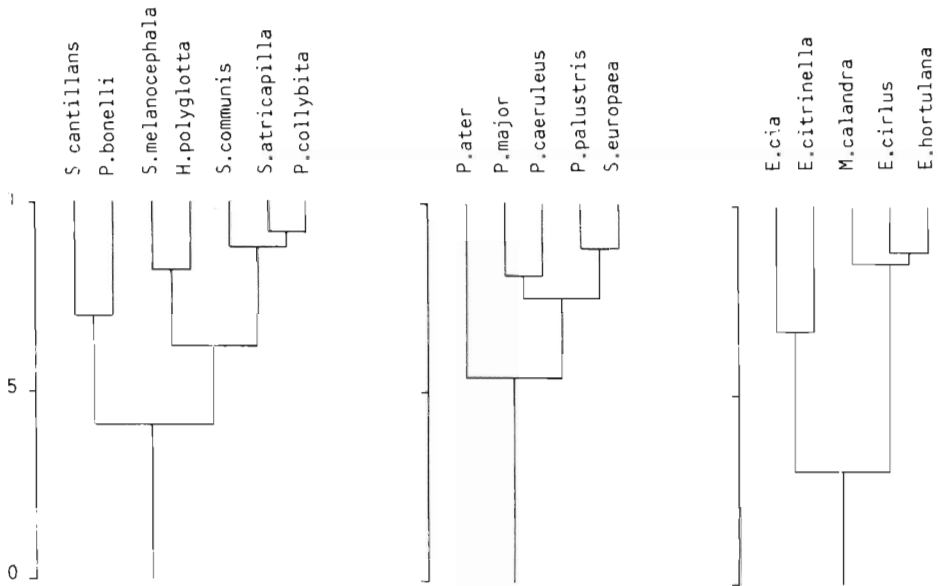 S cantillans
P.bonelli
S.melanocephala
H.polyglotta
S.communis
S.atricapilla
P.collybita
P.ater
P.major
P.caeruleus
P.palustris
S.europaea
E.cia
E.citrinella
M.calandra
E.cirlus
E.hortulana
5
0